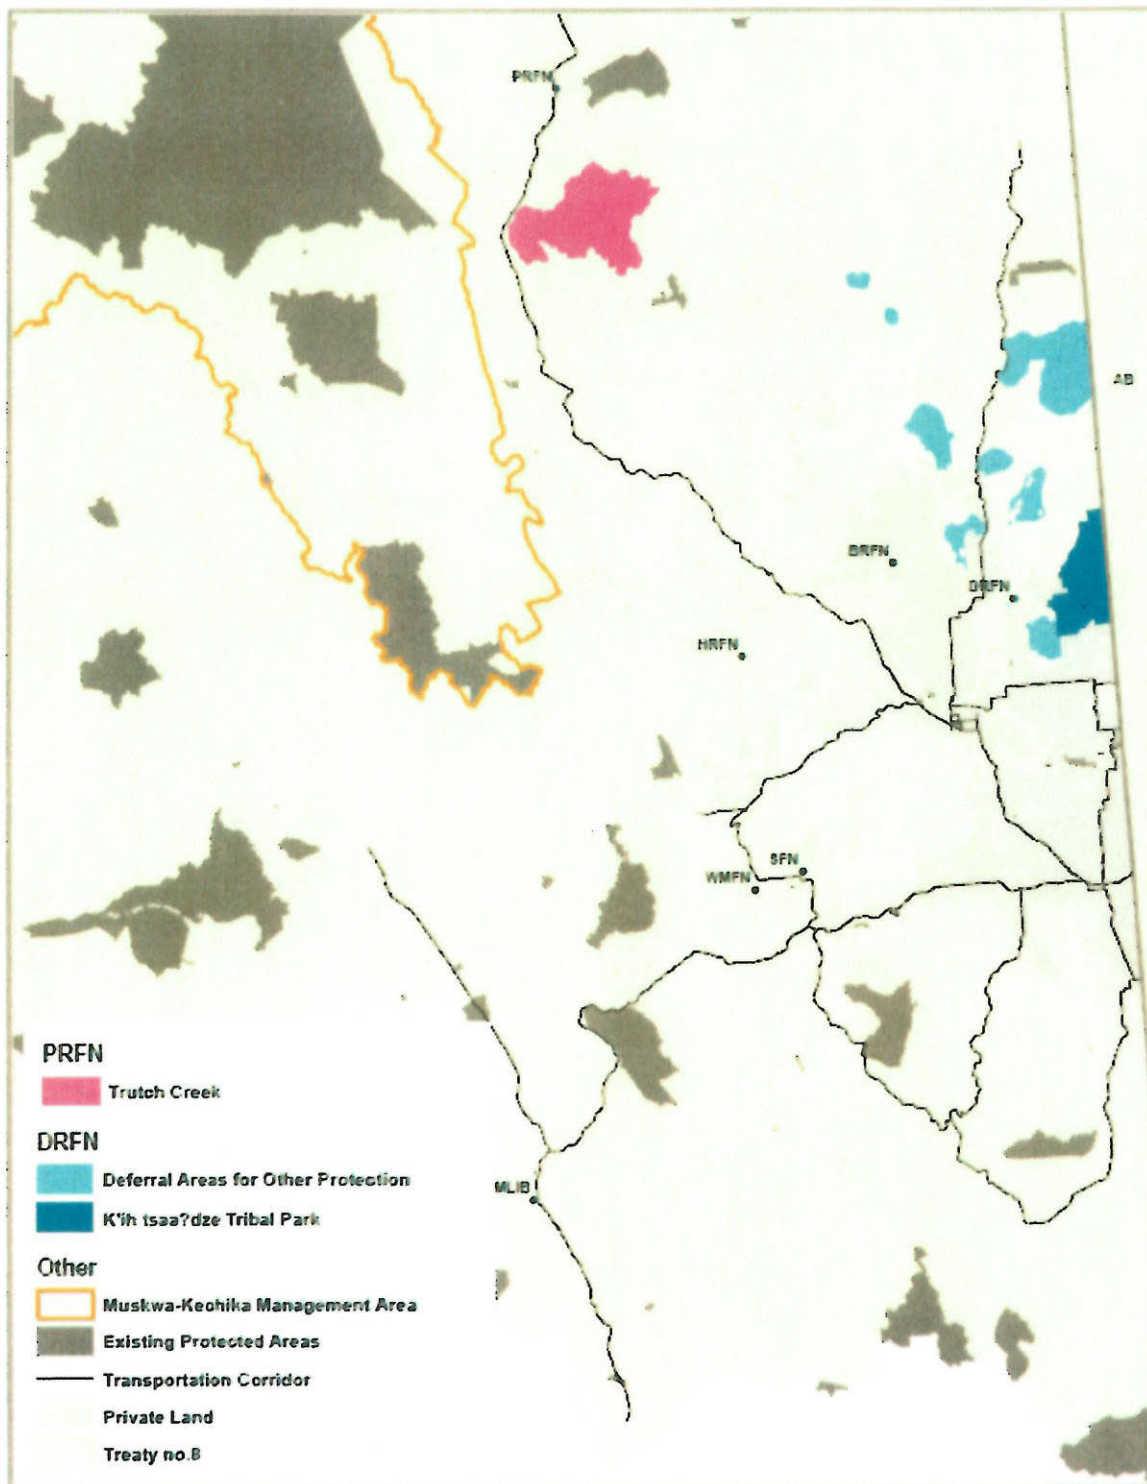 PRFN
AB
BRFN
DRFN
HRFN
SFN
WMFN
MLIB
PRFN
Trutch Creek
DRFN
Deferral Areas for Other Protection
K'ih tsaa?dze Tribal Park
Other
Muskwa-Kechika Management Area
Existing Protected Areas
Transportation Corridor
Private Land
Treaty no.8